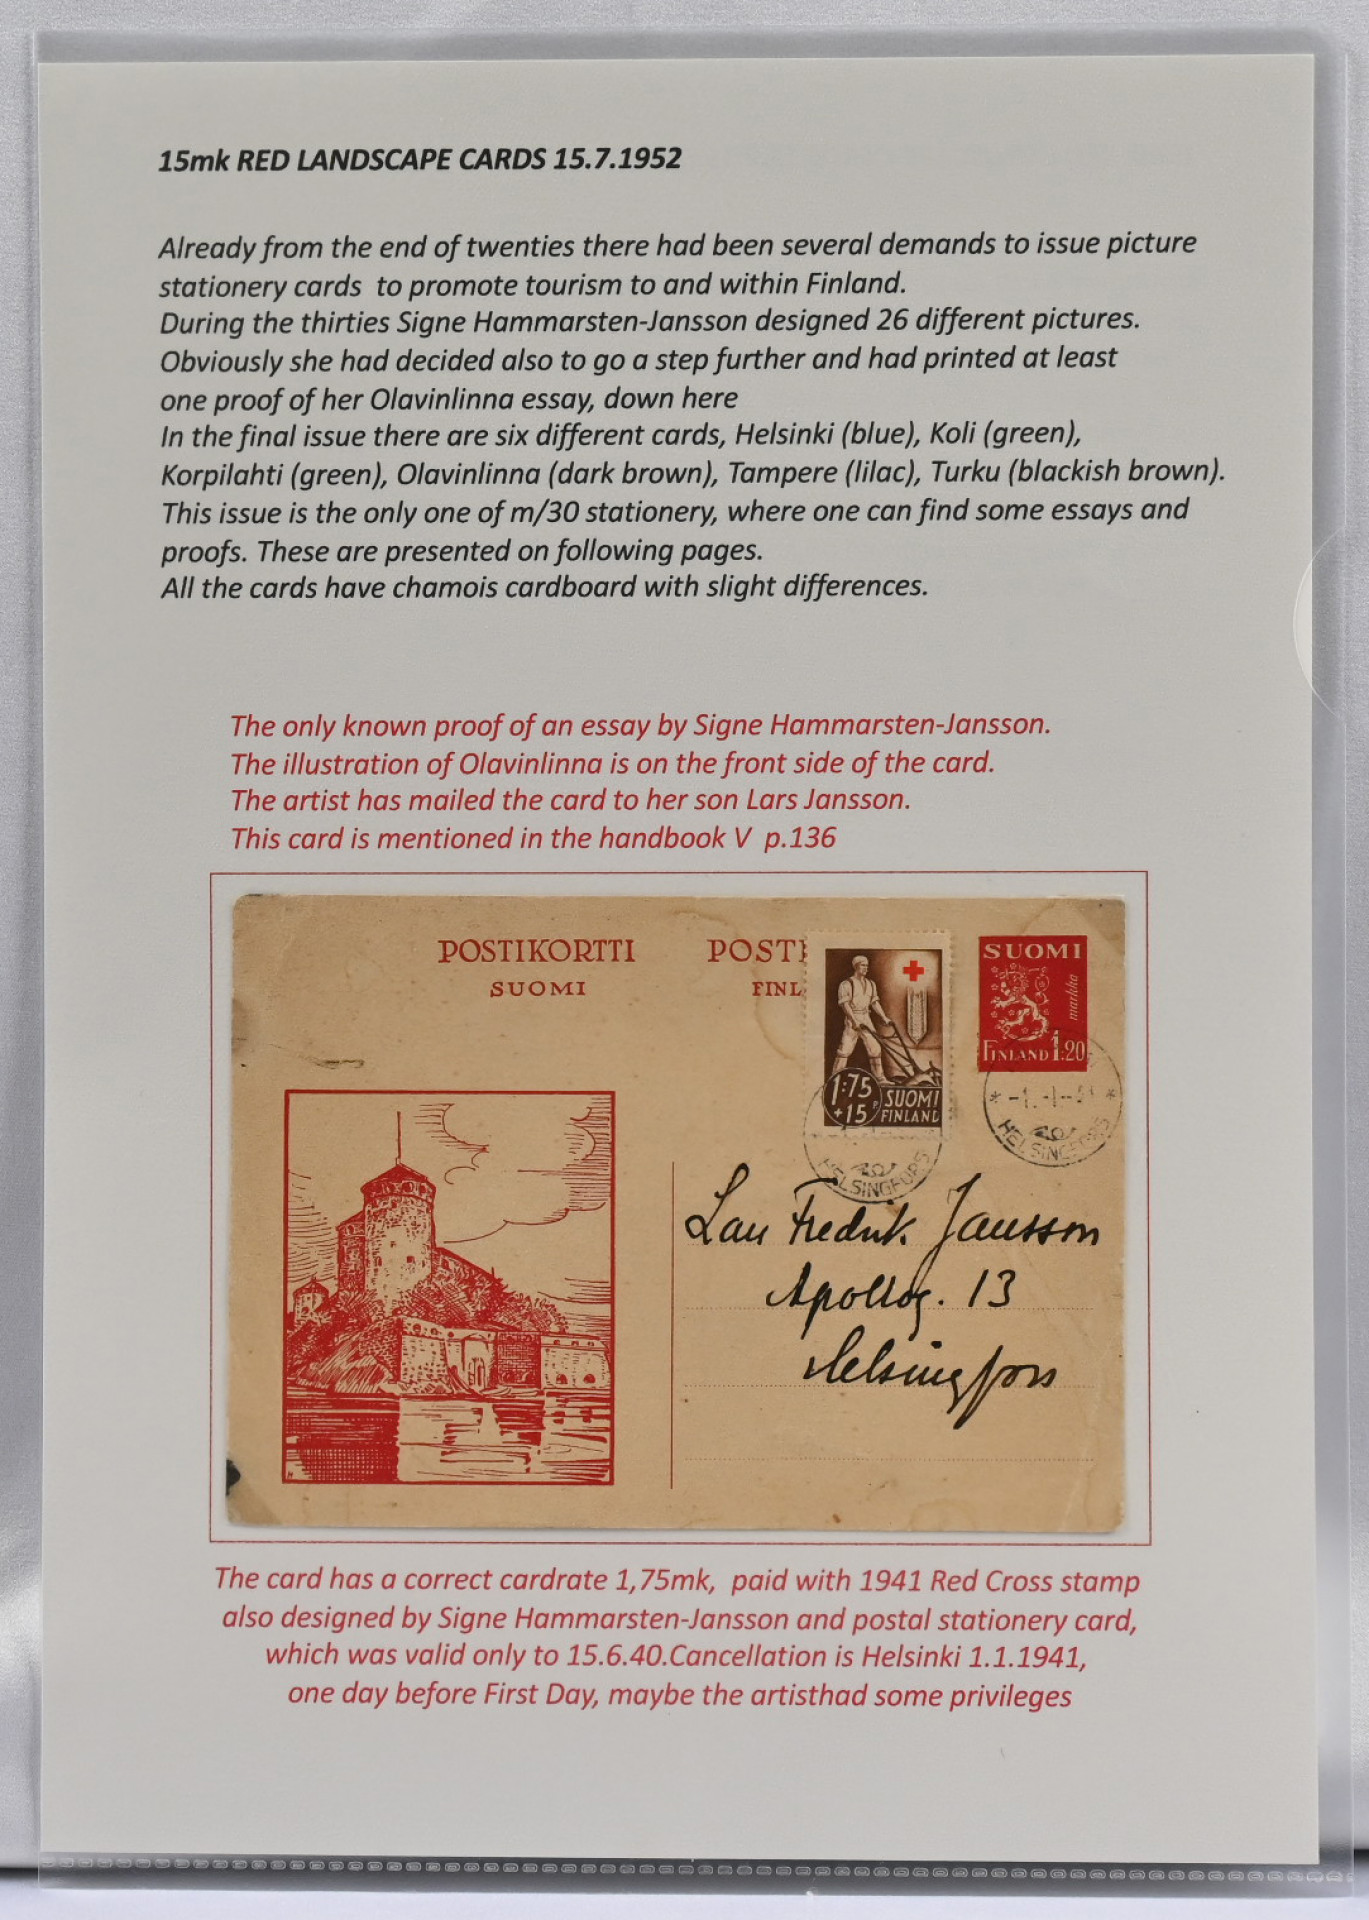 15mk RED LANDSCAPE CARDS 15.7.1952
Already from the end of twenties there had been several demands to issue picture
stationery cards to promote tourism to and within Finland.
During the thirties Signe Hammarsten-Jansson designed 26 different pictures.
Obviously she had decided also to go a step further and had printed at least
one proof of her Olavinlinna essay, down here
In the final issue there are six different cards, Helsinki (blue), Koli (green),
Korpilahti (green), Olavinlinna (dark brown), Tampere (lilac), Turku (blackish brown).
This issue is the only one of m/30 stationery, where one can find some essays and
proofs. These are presented on following pages.
All the cards have chamois cardboard with slight differences.
The only known proof of an essay by Signe Hammarsten-Jansson.
The illustration of Olavinlinna is on the front side of the card.
The artist has mailed the card to her son Lars Jansson.
This card is mentioned in the handbook V p.136
POSTIKORTTI POSTK
SUOMI FINL
SUOMI
markka
FINLAND 1:20
1:75
+15 P
SUOMI
FINLAND
HELSINGFORS
HELSINGFORS
Lars Fredrik Jansson
Apollog. 13
Helsingfors
The card has a correct cardrate 1,75mk, paid with 1941 Red Cross stamp
also designed by Signe Hammarsten-Jansson and postal stationery card,
which was valid only to 15.6.40.Cancellation is Helsinki 1.1.1941,
one day before First Day, maybe the artisthad some privileges